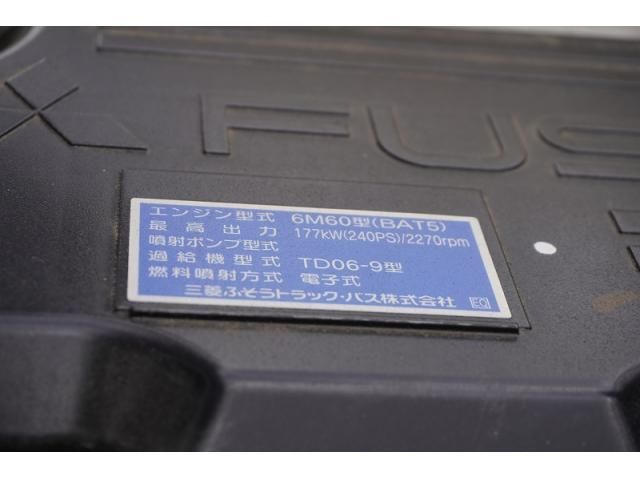 FUS
エンジン型式 6M60型(BAT5)
最高出力 177kW(240PS)/2270rpm
噴射ポンプ型式
過給機型式 TD06-9型
燃料噴射方式 電子式
三菱ふそうトラック・バス株式会社 EO